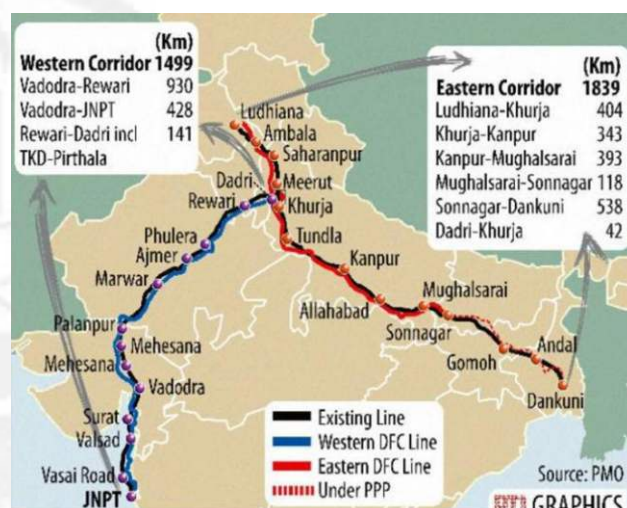 (Km)
Western Corridor 1499
Vadodra-Rewari 930
Vadodra-JNPT 428
Rewari-Dadri incl 141
TKD-Pirthala
(Km)
Eastern Corridor 1839
Ludhiana-Khurja 404
Khurja-Kanpur 343
Kanpur-Mughalsarai 393
Mughalsarai-Sonnagar 118
Sonnagar-Dankuni 538
Dadri-Khurja 42
Ludhiana
Ambala
Saharanpur
Meerut
Dadri
Rewari
Khurja
Phulera
Tundla
Ajmer
Kanpur
Marwar
Mughalsarai
Allahabad
Palanpur
Sonnagar
Andal
Mehesana
Gomoh
Mehesana
Vadodra
Dankuni
Surat
Valsad
Existing Line
Western DFC Line
Eastern DFC Line
Under PPP
Vasai Road
JNPT
Source: PMO
GRAPHICS